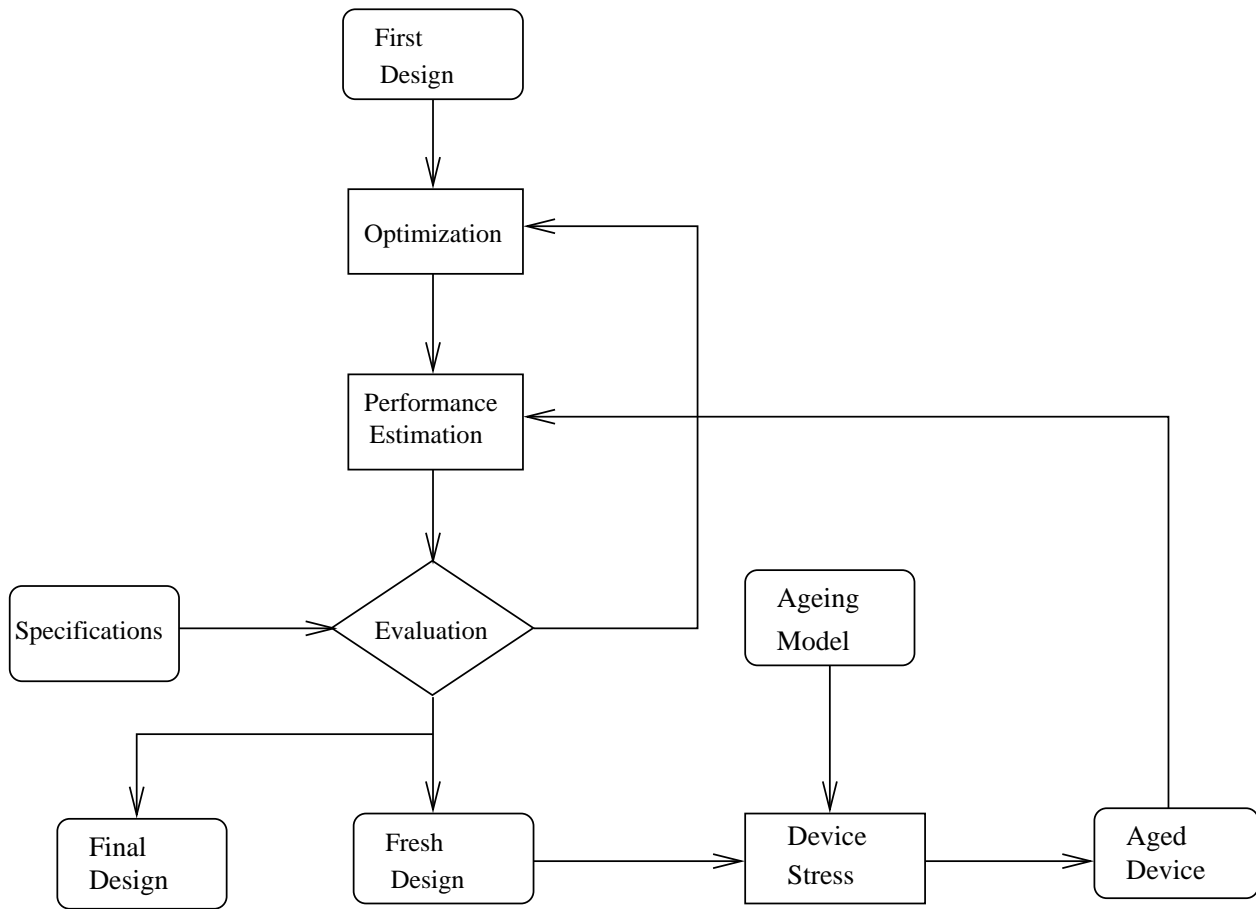 First
Design
Optimization
Performance
Estimation
Specifications
Evaluation
Ageing
Model
Final
Design
Fresh
Design
Device
Stress
Aged
Device